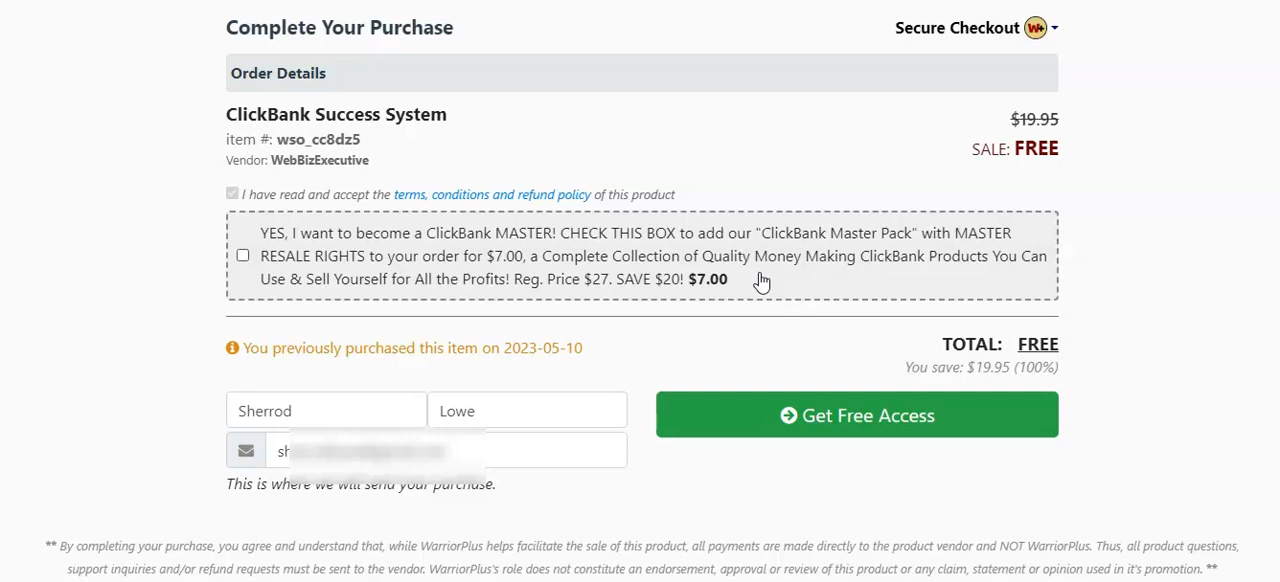 Complete Your Purchase
Secure Checkout W+
Order Details
ClickBank Success System
$19.95
item #: wso_cc8dz5
SALE: FREE
Vendor: WebBizExecutive
I have read and accept the terms, conditions and refund policy of this product
YES, I want to become a ClickBank MASTER! CHECK THIS BOX to add our "ClickBank Master Pack" with MASTER
RESALE RIGHTS to your order for $7.00, a Complete Collection of Quality Money Making ClickBank Products You Can
Use & Sell Yourself for All the Profits! Reg. Price $27. SAVE $20! $7.00
You previously purchased this item on 2023-05-10
TOTAL: FREE
You save: $19.95 (100%)
Sherrod
Lowe
Get Free Access
This is where we will send your purchase.
** By completing your purchase, you agree and understand that, while WarriorPlus helps facilitate the sale of this product, all payments are made directly to the product vendor and NOT WarriorPlus. Thus, all product questions,
support inquiries and/or refund requests must be sent to the vendor. WarriorPlus's role does not constitute an endorsement, approval or review of this product or any claim, statement or opinion used in it's promotion. **